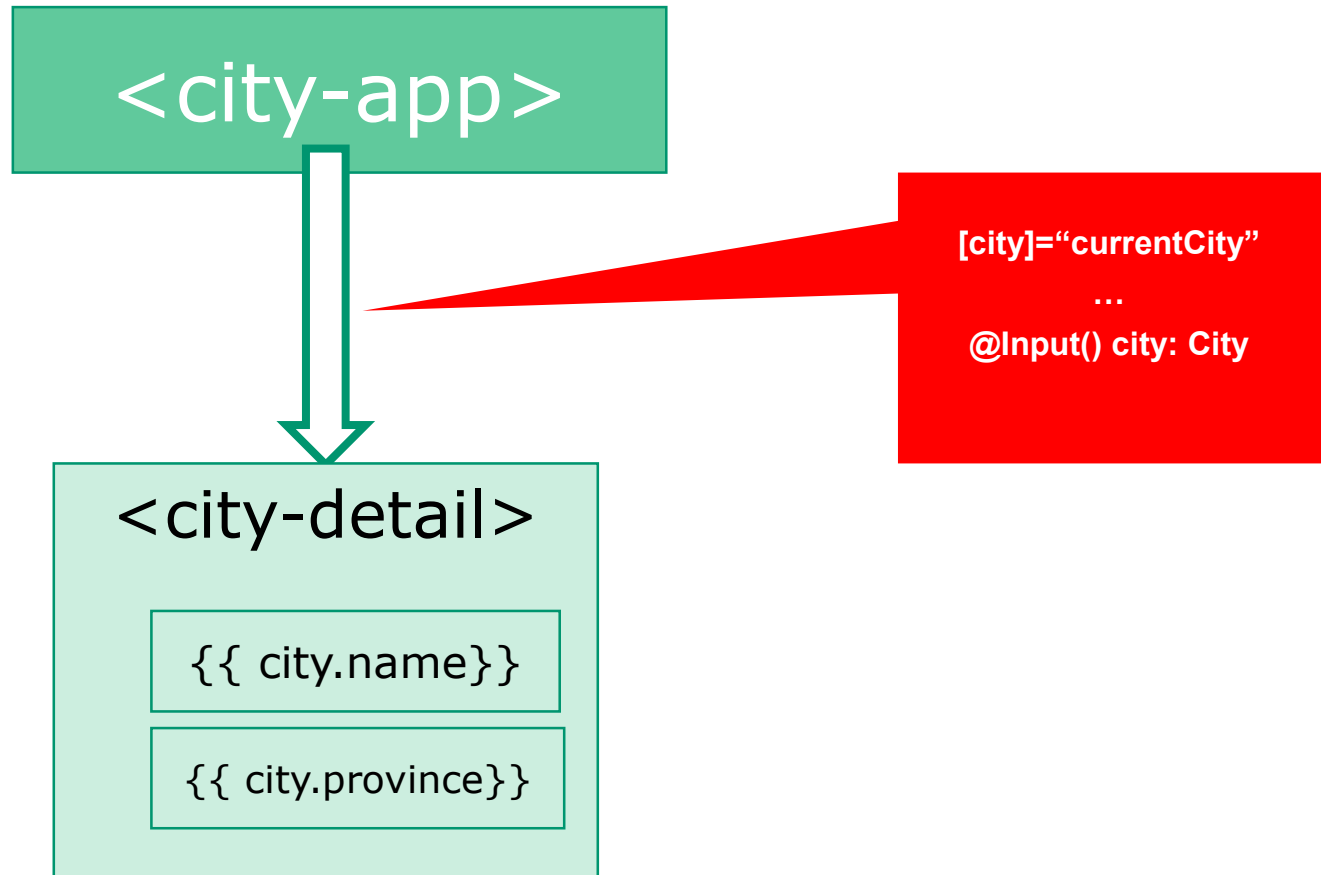 <city-app>
[city]=“currentCity”
…
@Input() city: City
<city-detail>
{{ city.name}}
{{ city.province}}